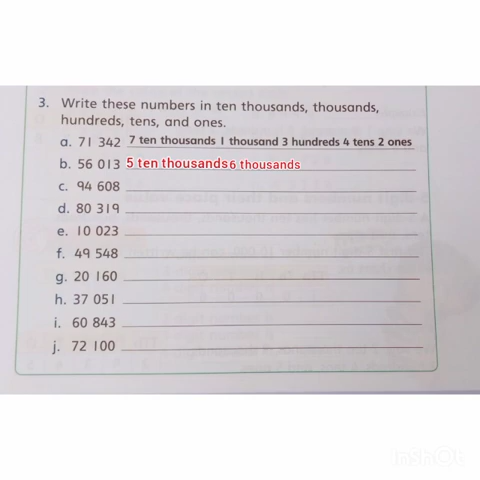 3. Write these numbers in ten thousands, thousands,
hundreds, tens, and ones.
a. 71 342 7 ten thousands 1 thousand 3 hundreds 4 tens 2 ones
b. 56 013 5 ten thousands 6 thousands
c. 94 608
d. 80 319
e. 10 023
f. 49 548
g. 20 160
h. 37 051
i. 60 843
j. 72 100
InShOt